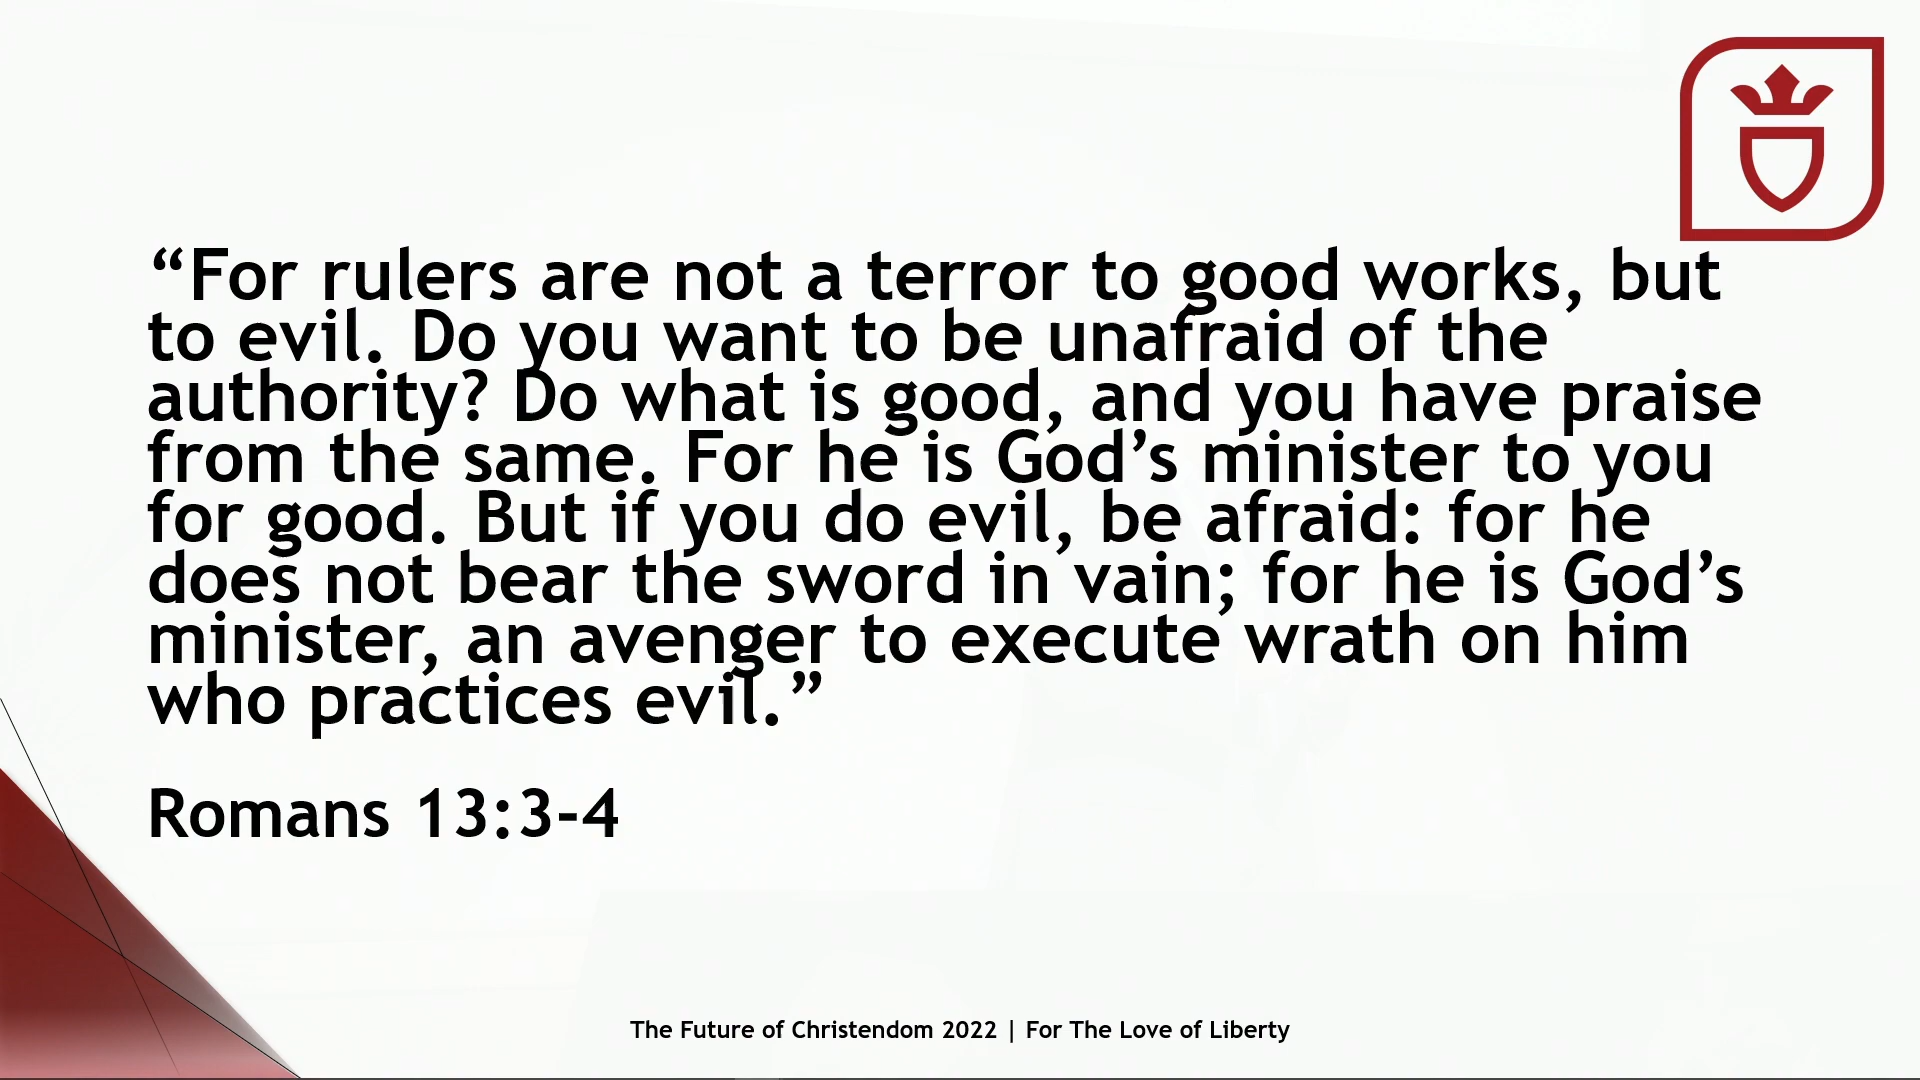 “For rulers are not a terror to good works, but
to evil. Do you want to be unafraid of the
authority? Do what is good, and you have praise
from the same. For he is God’s minister to you
for good. But if you do evil, be afraid: for he
does not bear the sword in vain; for he is God’s
minister, an avenger to execute wrath on him
who practices evil.”
Romans 13:3-4
The Future of Christendom 2022 | For The Love of Liberty